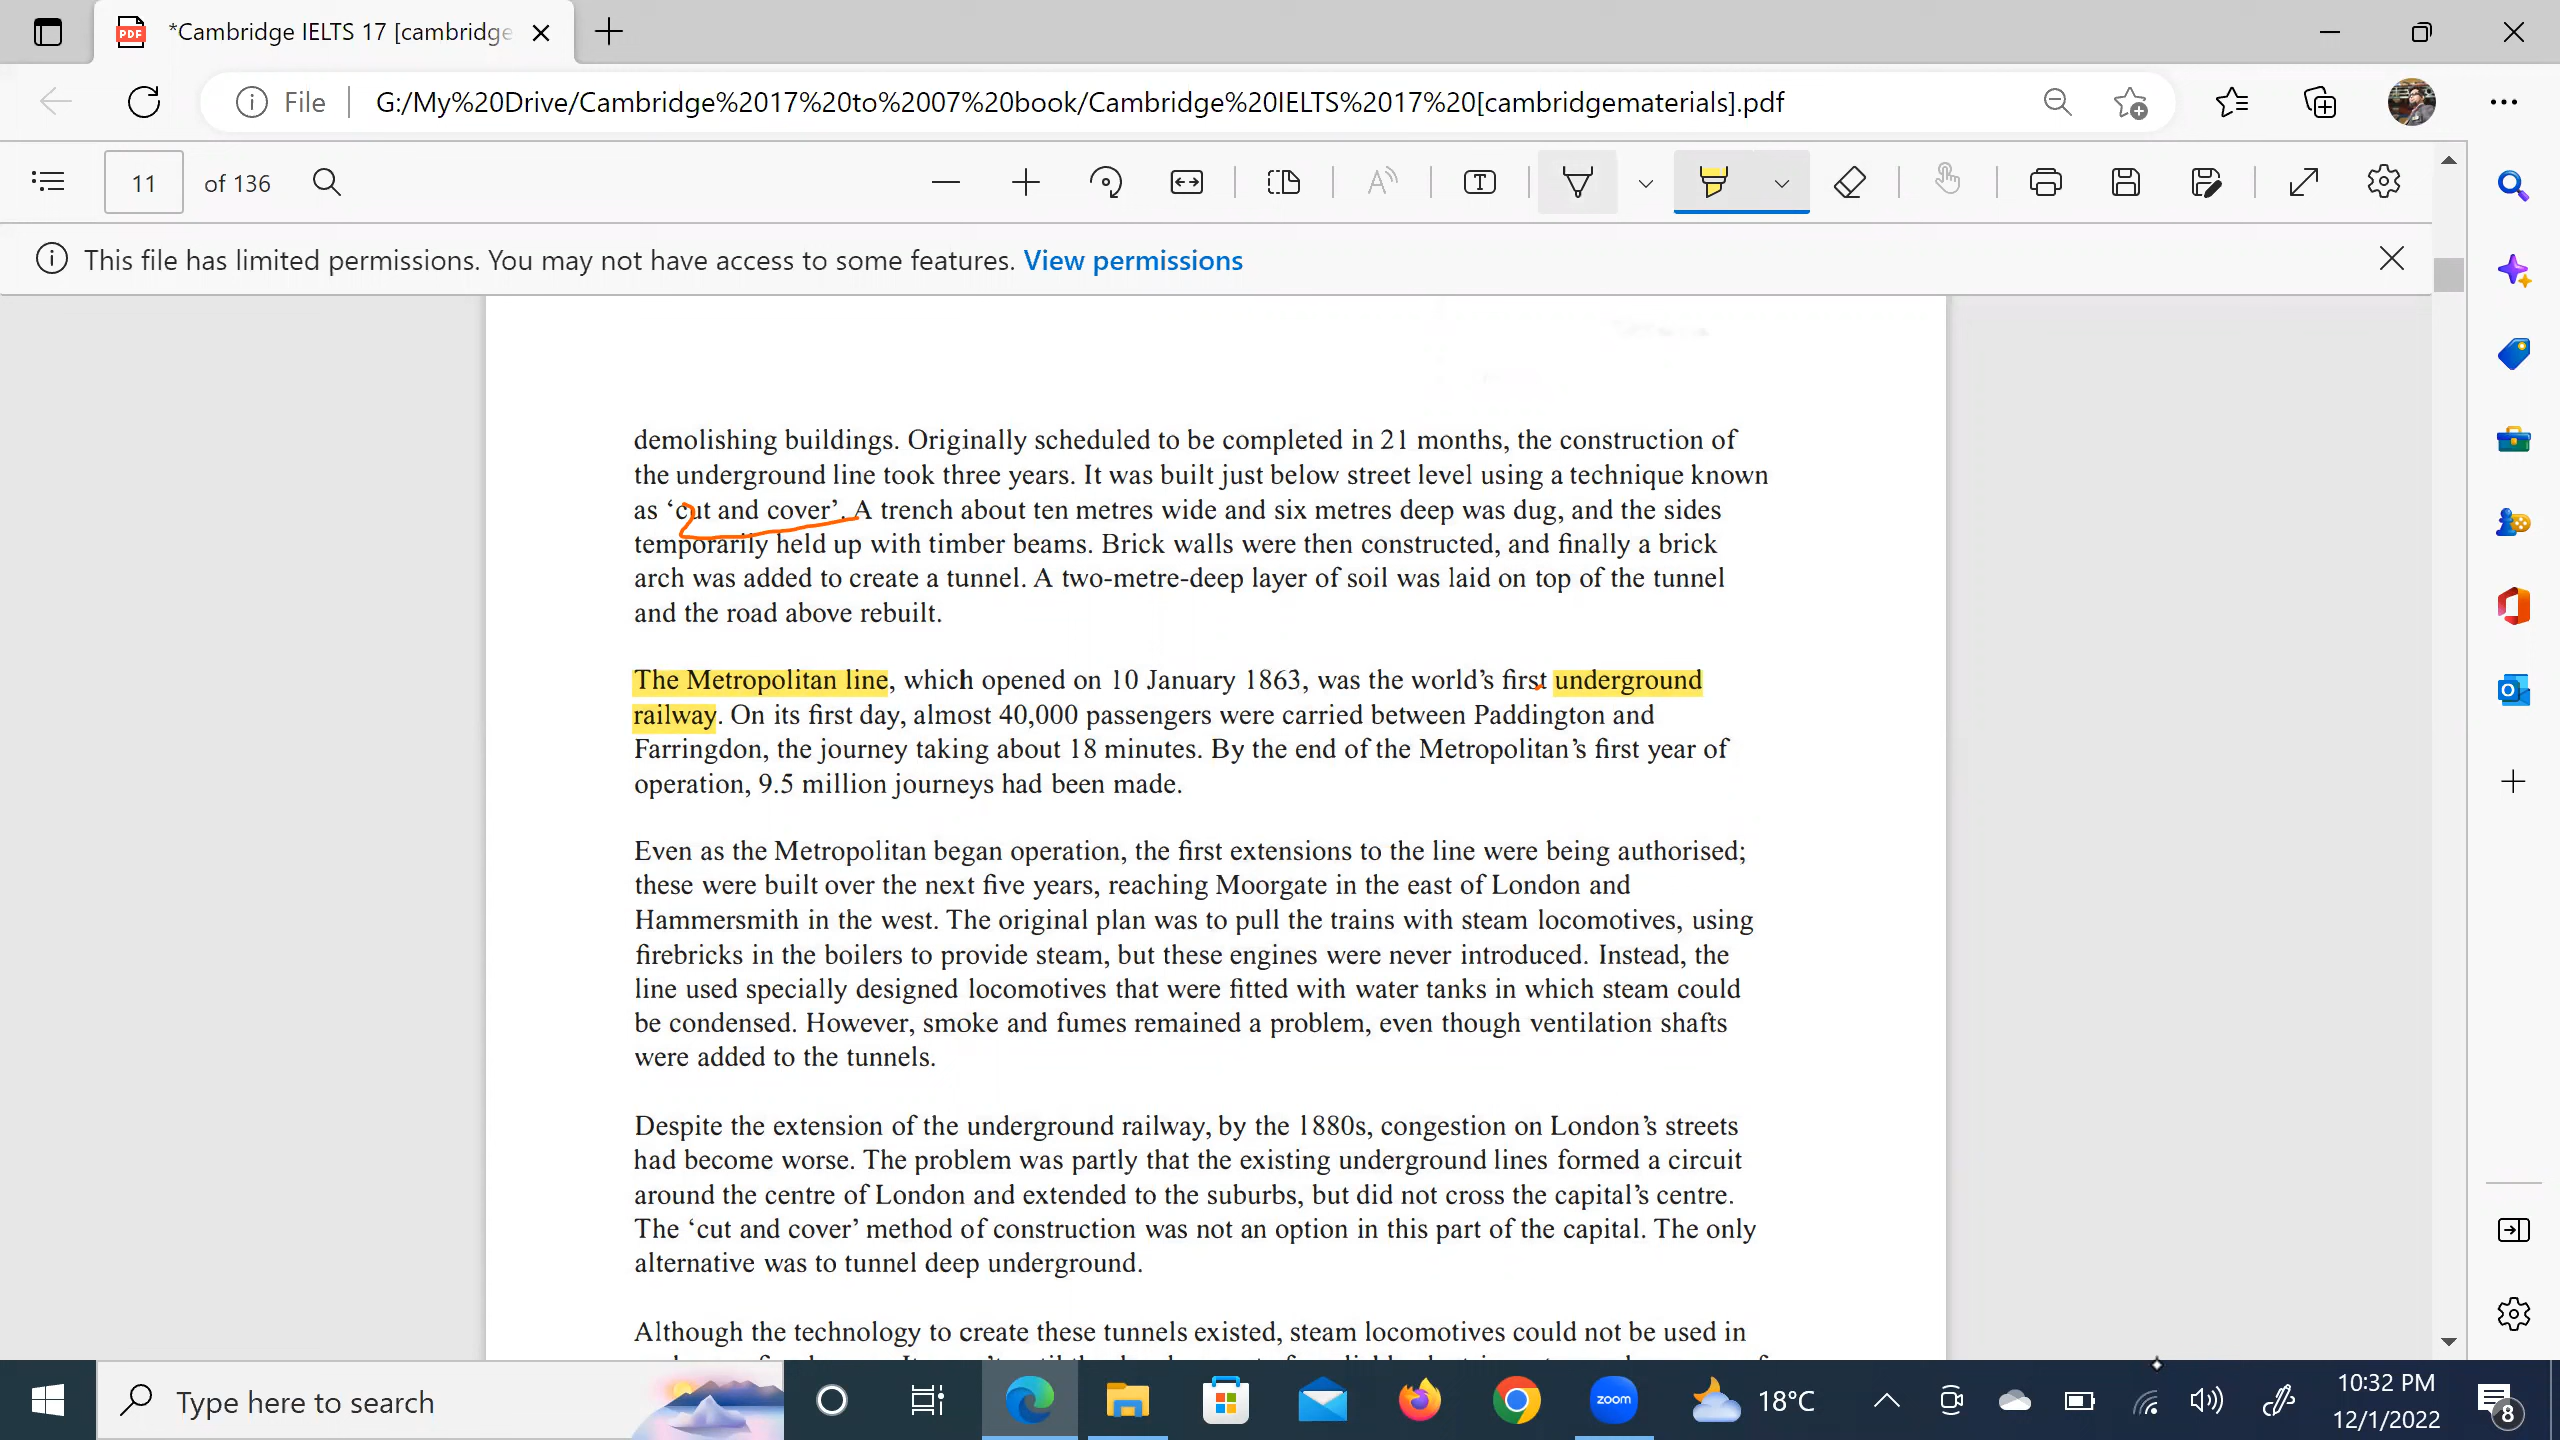 *Cambridge IELTS 17 [cambridge
File
G:/My%20Drive/Cambridge%2017%20to%2007%20book/Cambridge%20IELTS%2017%20[cambridgematerials].pdf
11 of 136
This file has limited permissions. You may not have access to some features. View permissions
demolishing buildings. Originally scheduled to be completed in 21 months, the construction of
the underground line took three years. It was built just below street level using a technique known
as ‘cut and cover’. A trench about ten metres wide and six metres deep was dug, and the sides
temporarily held up with timber beams. Brick walls were then constructed, and finally a brick
arch was added to create a tunnel. A two-metre-deep layer of soil was laid on top of the tunnel
and the road above rebuilt.
The Metropolitan line, which opened on 10 January 1863, was the world’s first underground
railway. On its first day, almost 40,000 passengers were carried between Paddington and
Farringdon, the journey taking about 18 minutes. By the end of the Metropolitan’s first year of
operation, 9.5 million journeys had been made.
Even as the Metropolitan began operation, the first extensions to the line were being authorised;
these were built over the next five years, reaching Moorgate in the east of London and
Hammersmith in the west. The original plan was to pull the trains with steam locomotives, using
firebricks in the boilers to provide steam, but these engines were never introduced. Instead, the
line used specially designed locomotives that were fitted with water tanks in which steam could
be condensed. However, smoke and fumes remained a problem, even though ventilation shafts
were added to the tunnels.
Despite the extension of the underground railway, by the 1880s, congestion on London’s streets
had become worse. The problem was partly that the existing underground lines formed a circuit
around the centre of London and extended to the suburbs, but did not cross the capital’s centre.
The ‘cut and cover’ method of construction was not an option in this part of the capital. The only
alternative was to tunnel deep underground.
Although the technology to create these tunnels existed, steam locomotives could not be used in
Type here to search
zoom
18°C
10:32 PM
12/1/2022
8